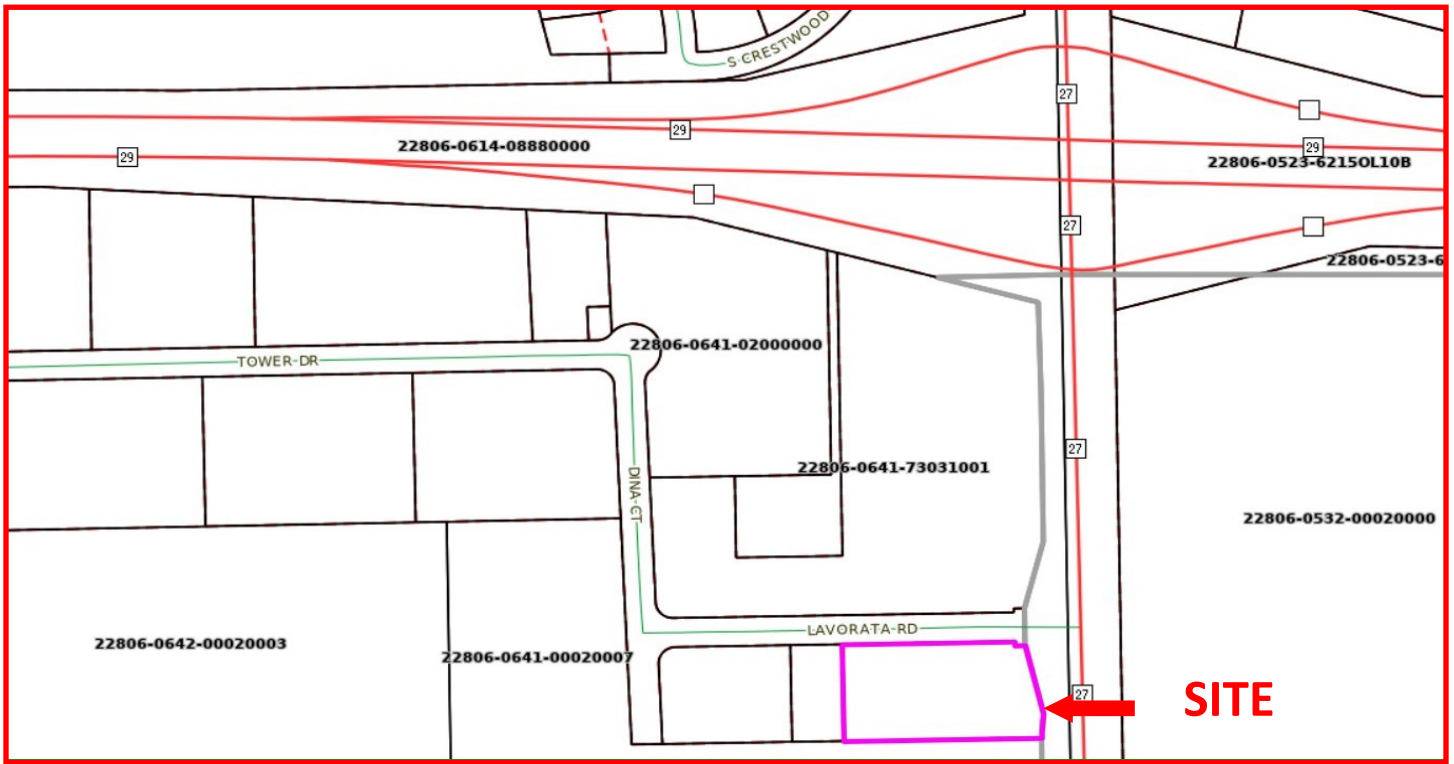 S CRESTWOOD
27
29
22806-0614-08880000
29
29
22806-0523-6215OL10B
27
22806-0523-6
TOWER-DR
22806-0641-02000000
27
22806-0641-73031001
DINA-CT
22806-0532-00020000
LAVORATA-RD
22806-0642-00020003
22806-0641-00020007
27
SITE